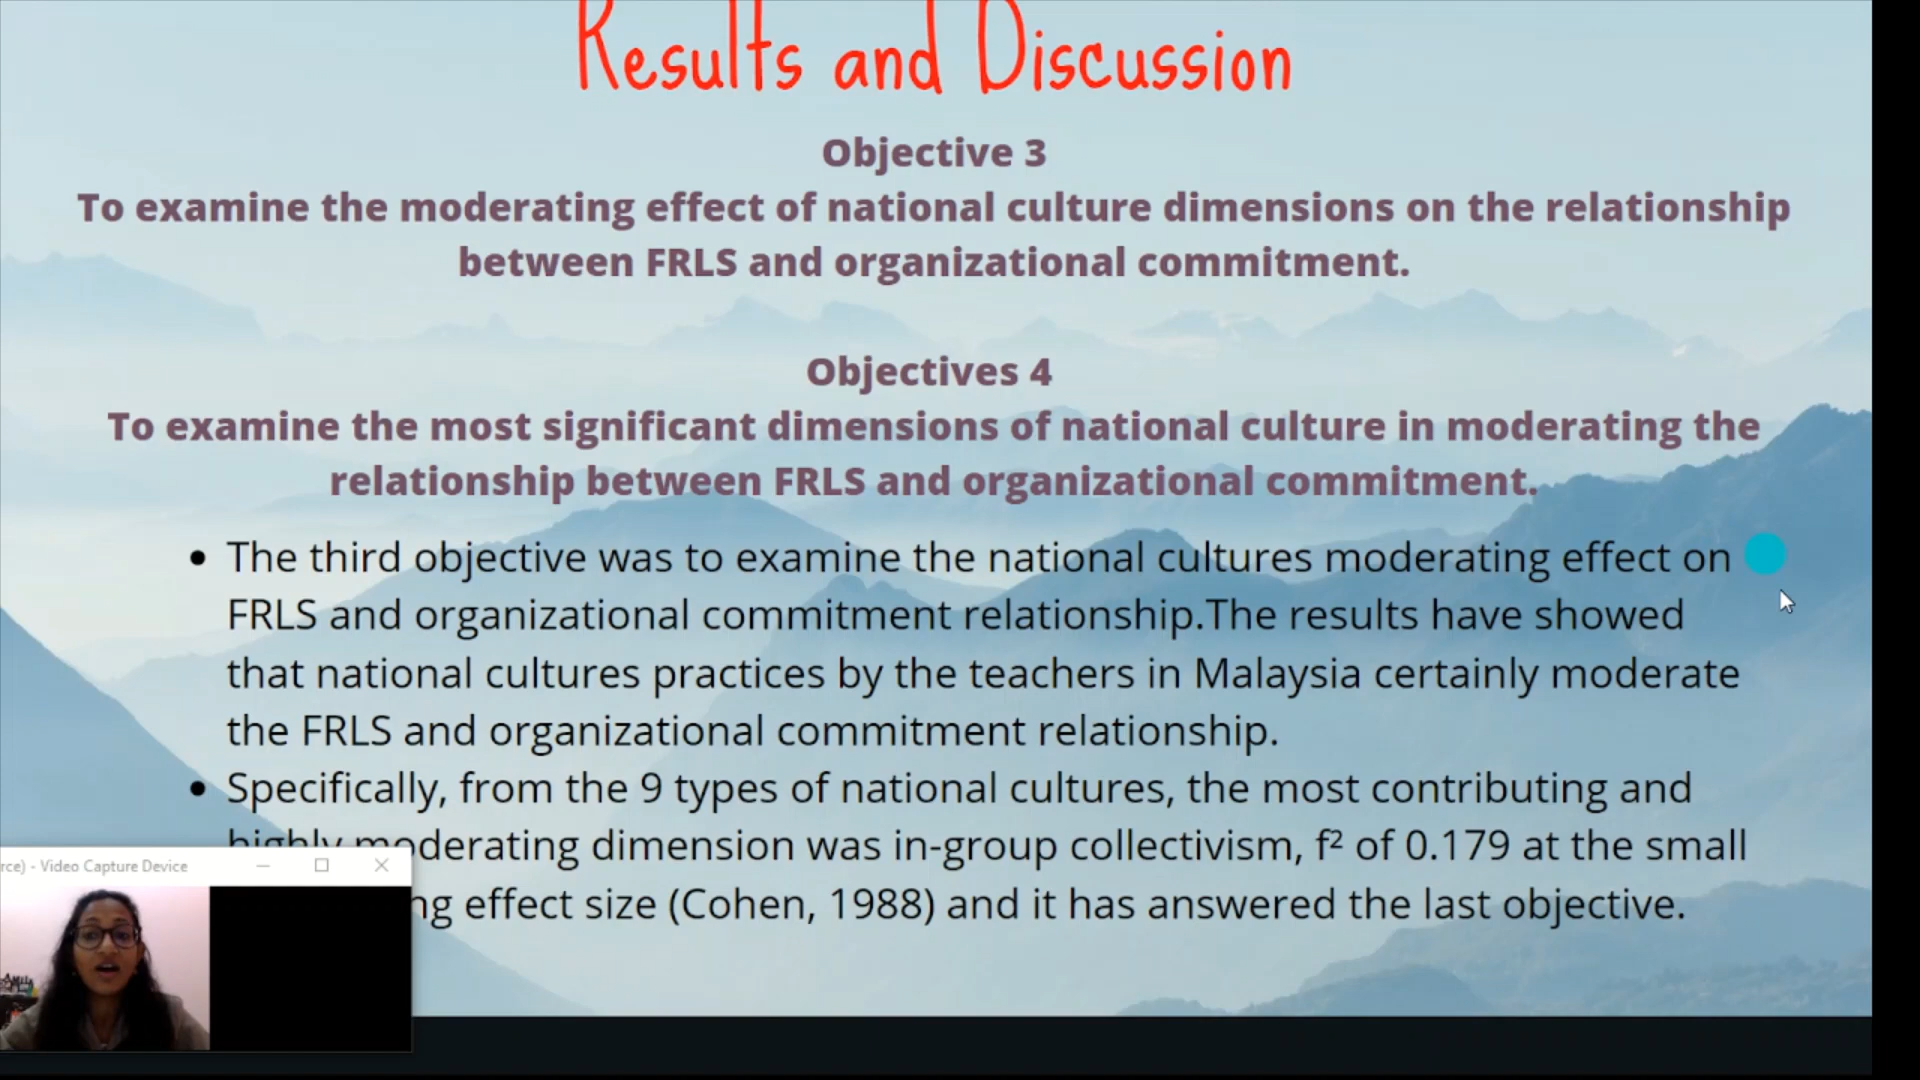 Results and Discussion
Objective 3
To examine the moderating effect of national culture dimensions on the relationship
between FRLS and organizational commitment.
Objectives 4
To examine the most significant dimensions of national culture in moderating the
relationship between FRLS and organizational commitment.
• The third objective was to examine the national cultures moderating effect on
FRLS and organizational commitment relationship.The results have showed
that national cultures practices by the teachers in Malaysia certainly moderate
the FRLS and organizational commitment relationship.
• Specifically, from the 9 types of national cultures, the most contributing and
highly moderating dimension was in-group collectivism, f² of 0.179 at the small
ng effect size (Cohen, 1988) and it has answered the last objective.
rce) - Video Capture Device